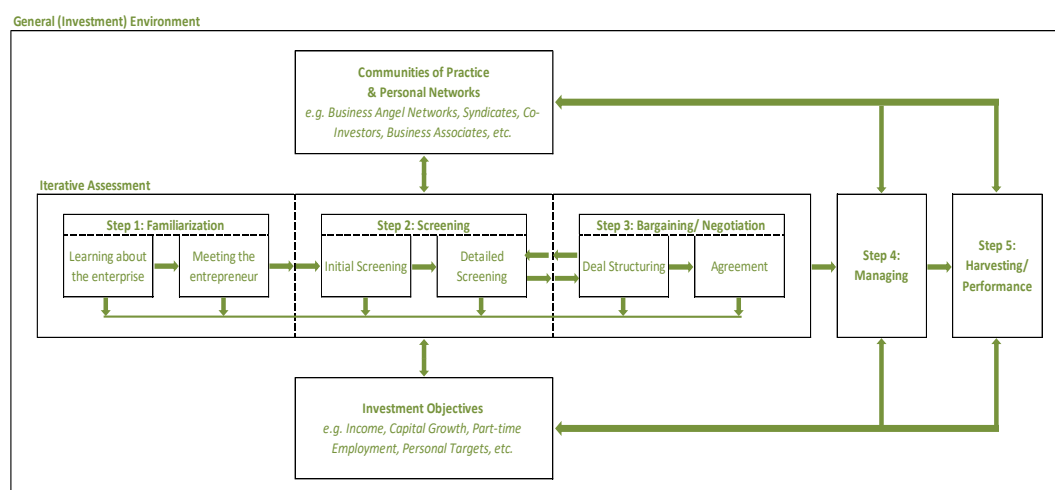 General (Investment) Environment
Communities of Practice
& Personal Networks
e.g. Business Angel Networks, Syndicates, Co-
Investors, Business Associates, etc.
Iterative Assessment
Step 1: Familiarization
Learning about
the enterprise
Meeting the
entrepreneur
Step 2: Screening
Initial Screening
Detailed
Screening
Step 3: Bargaining/ Negotiation
Deal Structuring
Agreement
Step 4:
Managing
Step 5:
Harvesting/
Performance
Investment Objectives
e.g. Income, Capital Growth, Part-time
Employment, Personal Targets, etc.